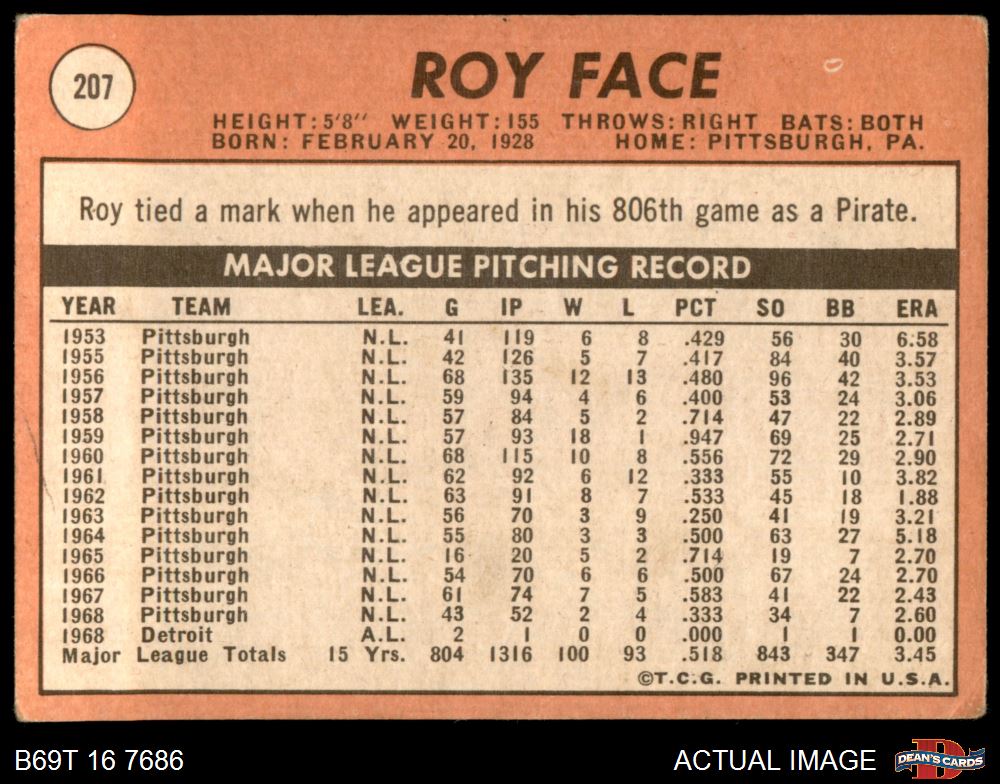 207
ROY FACE
HEIGHT: 5'8" WEIGHT: 155 THROWS: RIGHT BATS: BOTH
BORN: FEBRUARY 20, 1928 HOME: PITTSBURGH, PA.
Roy tied a mark when he appeared in his 806th game as a Pirate.
MAJOR LEAGUE PITCHING RECORD
YEAR TEAM LEA. G IP W L PCT SO BB ERA
1953 Pittsburgh N.L. 41 119 6 8 .429 56 30 6.58
1955 Pittsburgh N.L. 42 126 5 7 .417 84 40 3.57
1956 Pittsburgh N.L. 68 135 12 13 .480 96 42 3.53
1957 Pittsburgh N.L. 59 94 4 6 .400 53 24 3.06
1958 Pittsburgh N.L. 57 84 5 2 .714 47 22 2.89
1959 Pittsburgh N.L. 57 93 18 1 .947 69 25 2.71
1960 Pittsburgh N.L. 68 115 10 8 .556 72 29 2.90
1961 Pittsburgh N.L. 62 92 6 12 .333 55 10 3.82
1962 Pittsburgh N.L. 63 91 8 7 .533 45 18 1.88
1963 Pittsburgh N.L. 56 70 3 9 .250 41 19 3.21
1964 Pittsburgh N.L. 55 80 3 3 .500 63 27 5.18
1965 Pittsburgh N.L. 16 20 5 2 .714 19 7 2.70
1966 Pittsburgh N.L. 54 70 6 6 .500 67 24 2.70
1967 Pittsburgh N.L. 61 74 7 5 .583 41 22 2.43
1968 Pittsburgh N.L. 43 52 2 4 .333 34 7 2.60
1968 Detroit A.L. 2 1 0 0 .000 1 1 0.00
Major League Totals 15 Yrs. 804 1316 100 93 .518 843 347 3.45
©T.C.G. PRINTED IN U.S.A.
B69T 16 7686 ACTUAL IMAGE
DEAN'S CARDS